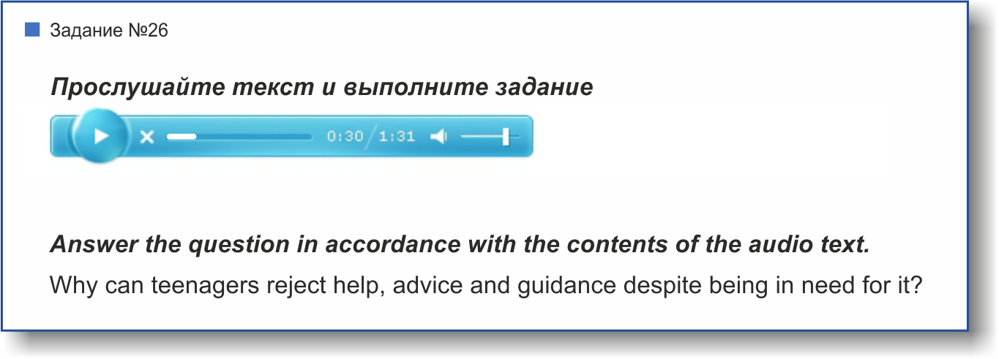 Задание №26
Прослушайте текст и выполните задание
0:30/1:31
Answer the question in accordance with the contents of the audio text.
Why can teenagers reject help, advice and guidance despite being in need for it?